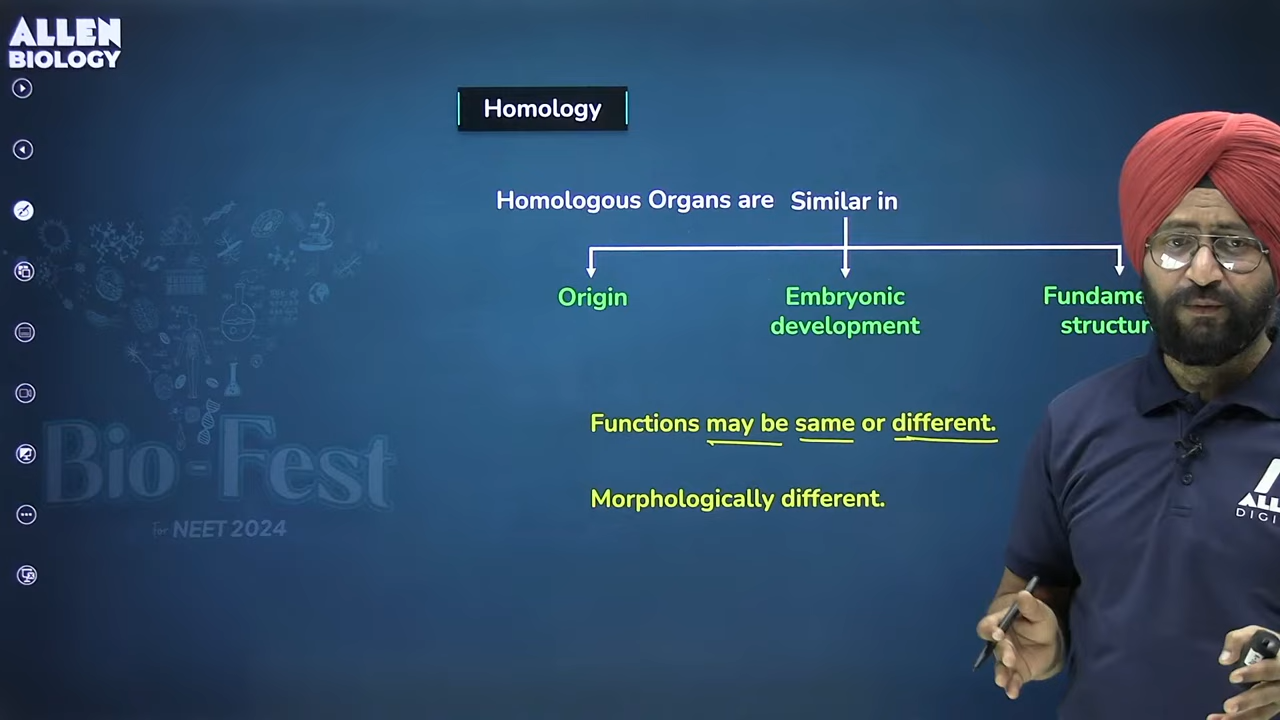 ALLEN
BIOLOGY
Homology
Homologous Organs are Similar in
Origin
Embryonic
development
Functions may be same or different.
Morphologically different.
Bio-Fest
For NEET 2024